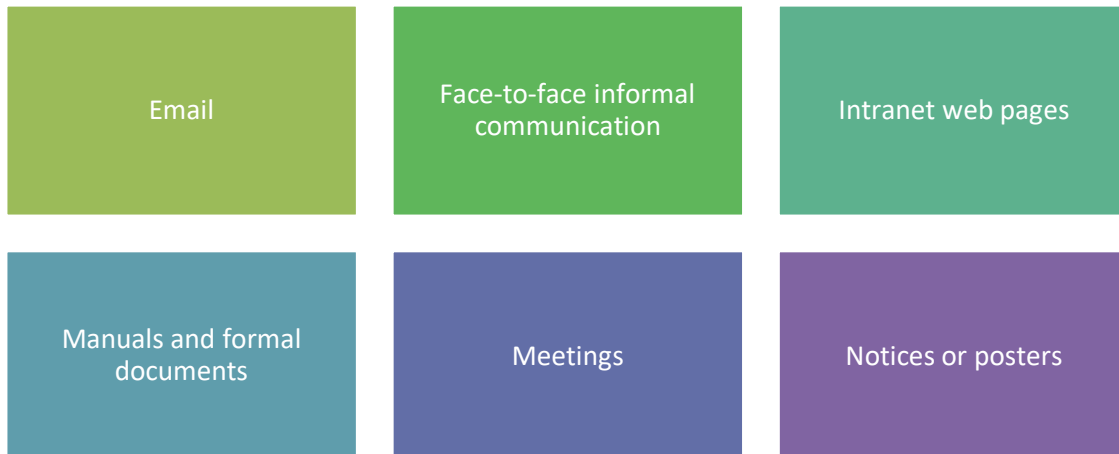 Email
Face-to-face informal
communication
Intranet web pages
Manuals and formal
documents
Meetings
Notices or posters